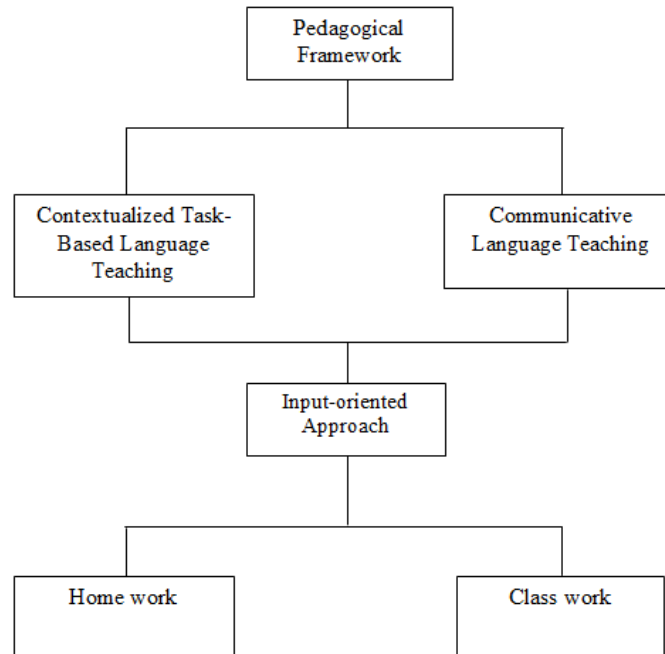 Pedagogical
Framework
Contextualized Task-
Based Language
Teaching
Communicative
Language Teaching
Input-oriented
Approach
Home work
Class work